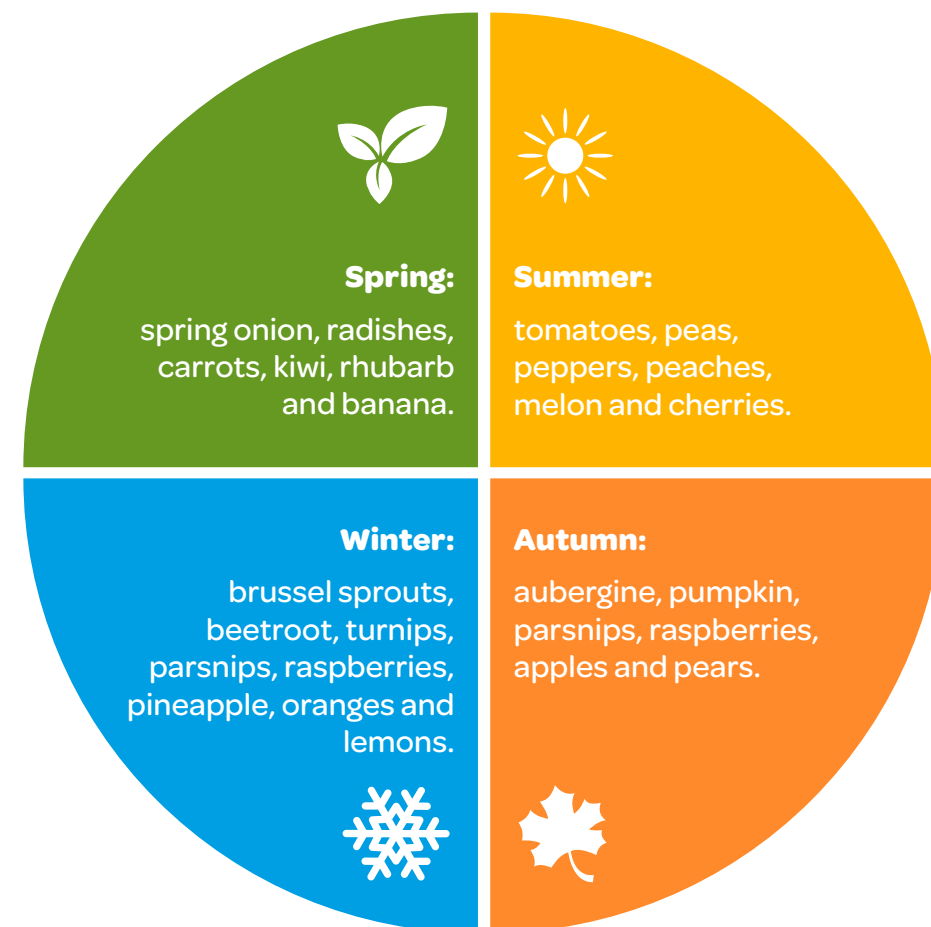 Spring:
spring onion, radishes,
carrots, kiwi, rhubarb
and banana.
Summer:
tomatoes, peas,
peppers, peaches,
melon and cherries.
Winter:
brussel sprouts,
beetroot, turnips,
parsnips, raspberries,
pineapple, oranges and
lemons.
Autumn:
aubergine, pumpkin,
parsnips, raspberries,
apples and pears.